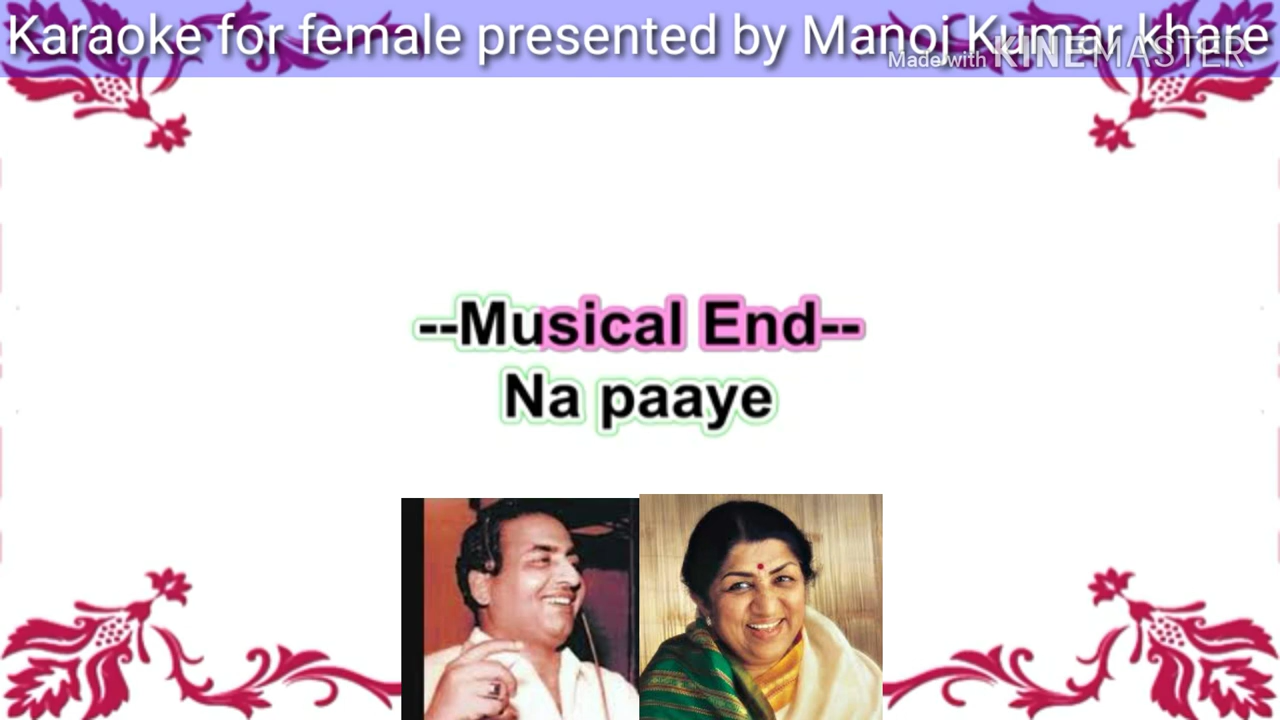 Karaoke for female presented by Manoj Kumar khare
Made with KINEMASTER
--Musical End--
Na paaye